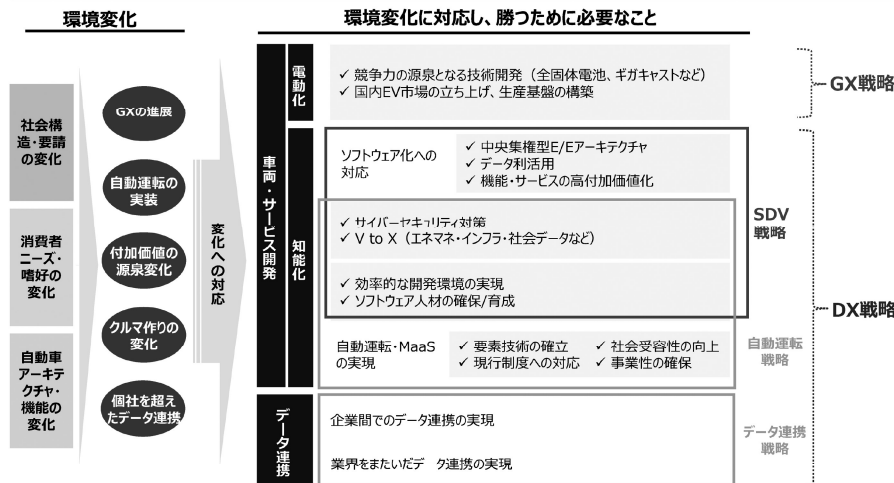 環境変化
環境変化に対応し、勝つために必要なこと
社会構
造・要請
の変化
消費者
ニーズ・
嗜好の
変化
自動車
アーキテ
クチャ・
機能の
変化
GXの進展
自動運転の
実装
付加価値の
源泉変化
クルマ作りの
変化
個社を超え
たデータ連携
変化への対応
車両・サービス開発
電動化
✓ 競争力の源泉となる技術開発（全固体電池、ギガキャストなど）
✓ 国内EV市場の立ち上げ、生産基盤の構築
知能化
ソフトウェア化への
対応
✓ 中央集権型E/Eアーキテクチャ
✓ データ利活用
✓ 機能・サービスの高付加価値化
✓ サイバーセキュリティ対策
✓ V to X（エネマネ・インフラ・社会データなど）
✓ 効率的な開発環境の実現
✓ ソフトウェア人材の確保/育成
自動運転・MaaS
の実現
✓ 要素技術の確立
✓ 現行制度への対応
✓ 社会受容性の向上
✓ 事業性の確保
データ連携
企業間でのデータ連携の実現
業界をまたいだデータ連携の実現
GX戦略
SDV
戦略
DX戦略
自動運転
戦略
データ連携
戦略